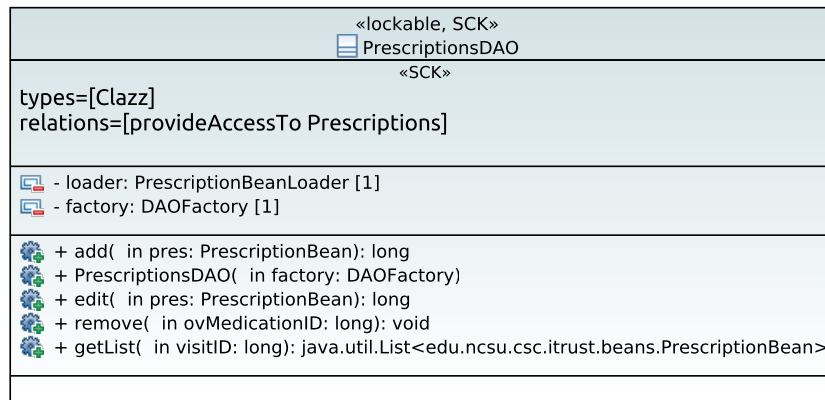 «lockable, SCK»
PrescriptionsDAO
«SCK»
types=[Clazz]
relations=[provideAccessTo Prescriptions]
- loader: PrescriptionBeanLoader [1]
- factory: DAOFactory [1]
+ add(  in pres: PrescriptionBean): long
+ PrescriptionsDAO(  in factory: DAOFactory)
+ edit(  in pres: PrescriptionBean): long
+ remove(  in ovMedicationID: long): void
+ getList(  in visitID: long): java.util.List<edu.ncsu.csc.itrust.beans.PrescriptionBean>